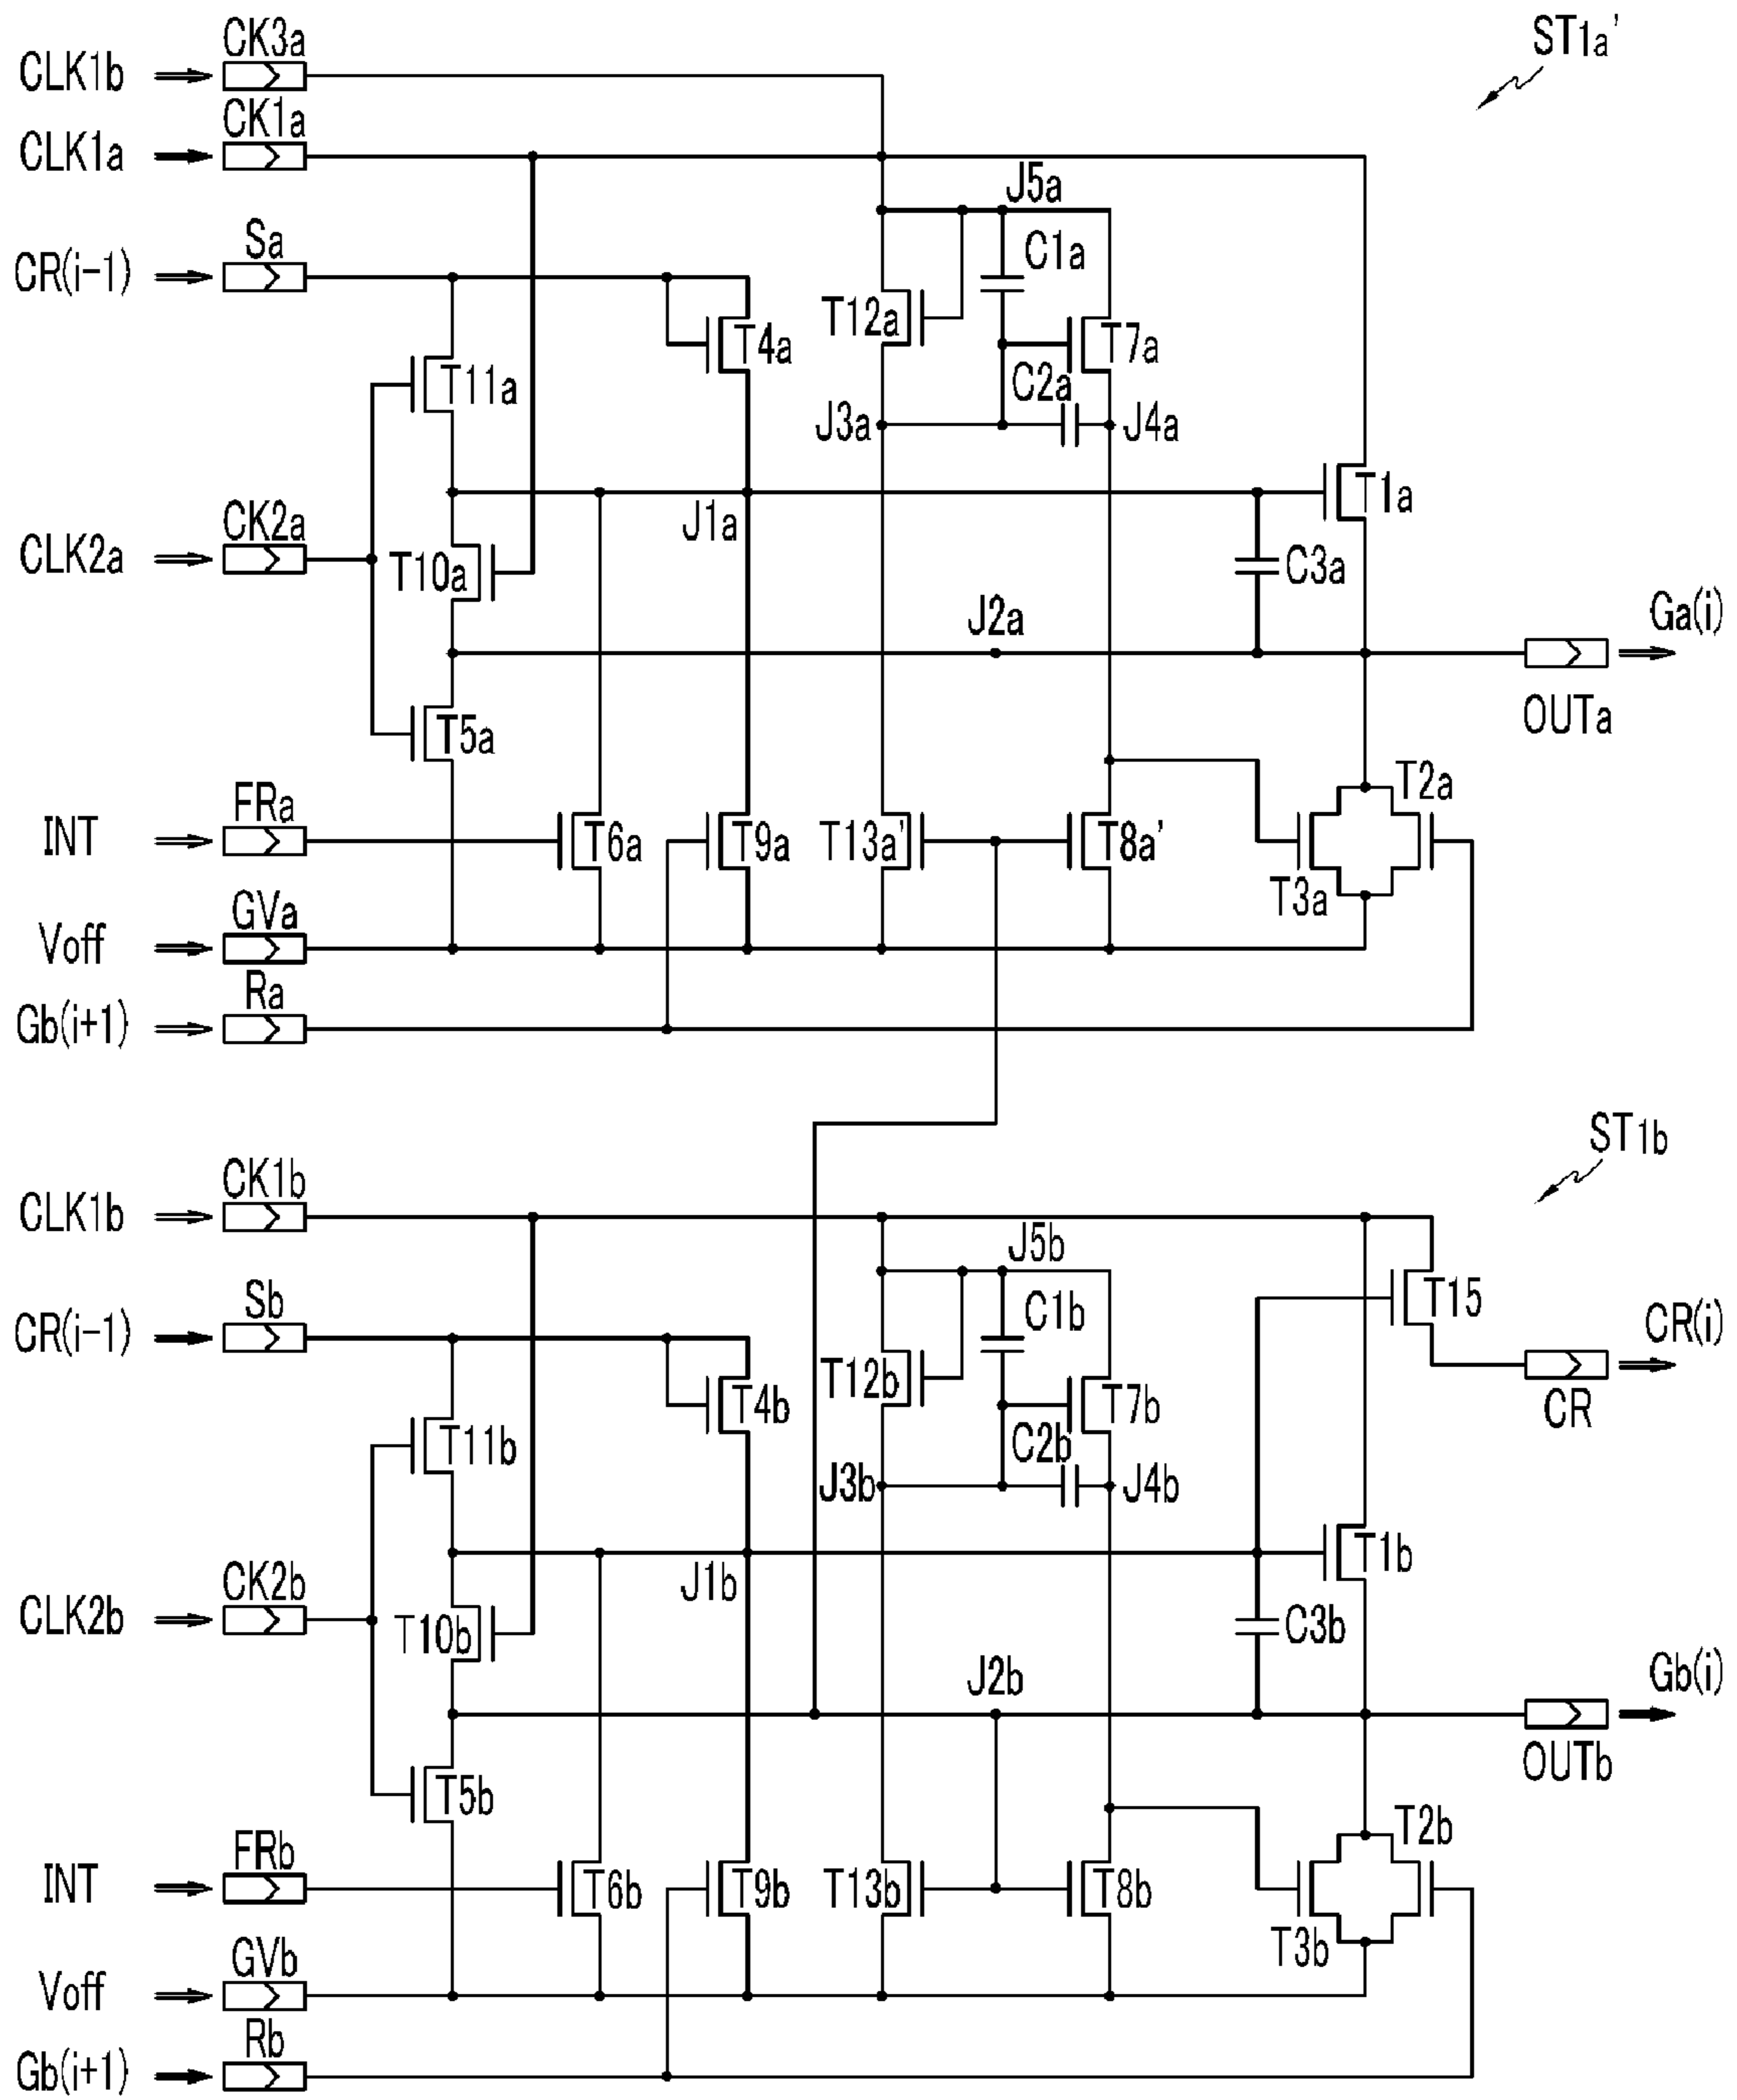 ST1a’
CK3a
CLK1b
CK1a
CLK1a
J5a
Sa
CR(i−1)
C1a
T12a
T4a
T7a
T11a
C2a
J3a
J4a
T1a
J1a
CK2a
CLK2a
T10a
C3a
J2a
Ga(i)
OUTa
T5a
T2a
FRa
INT
T6a
T9a
T13a’
T8a’
T3a
GVa
Voff
Ra
Gb(i+1)
ST1b
CK1b
CLK1b
J5b
Sb
CR(i−1)
C1b
T15
CR(i)
T12b
T4b
T7b
CR
T11b
C2b
J3b
J4b
T1b
J1b
CK2b
CLK2b
T10b
C3b
J2b
Gb(i)
OUTb
T5b
T2b
FRb
INT
T6b
T9b
T13b
T8b
T3b
GVb
Voff
Rb
Gb(i+1)